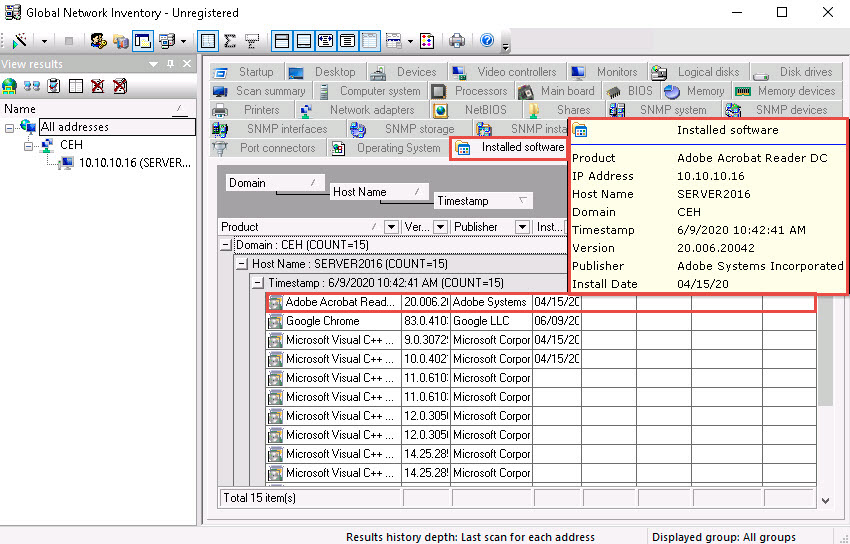 Global Network Inventory - Unregistered
View results
Name
All addresses
CEH
10.10.10.16 (SERVER...
Startup Desktop Devices Video controllers Monitors Logical disks Disk drives
Scan summary Computer system Processors Main board BIOS Memory Memory devices
Printers Network adapters NetBIOS Shares SNMP system SNMP devices
SNMP interfaces SNMP storage SNMP insta
Port connectors Operating System Installed software
Installed software
Product Adobe Acrobat Reader DC
IP Address 10.10.10.16
Host Name SERVER2016
Domain CEH
Timestamp 6/9/2020 10:42:41 AM
Version 20.006.20042
Publisher Adobe Systems Incorporated
Install Date 04/15/20
Domain
Host Name
Timestamp
Product Ver... Publisher Inst...
Domain : CEH (COUNT=15)
Host Name : SERVER2016 (COUNT=15)
Timestamp : 6/9/2020 10:42:41 AM (COUNT=15)
Adobe Acrobat Read... 20.006.20 Adobe Systems 04/15/20
Google Chrome 83.0.410 Google LLC 06/09/20
Microsoft Visual C++ ... 9.0.3072 Microsoft Corpor 04/15/20
Microsoft Visual C++ ... 10.0.402 Microsoft Corpor 04/15/20
Microsoft Visual C++ ... 11.0.610 Microsoft Corpor
Microsoft Visual C++ ... 11.0.610 Microsoft Corpor
Microsoft Visual C++ ... 12.0.305 Microsoft Corpor
Microsoft Visual C++ ... 12.0.305 Microsoft Corpor
Microsoft Visual C++ ... 14.25.28 Microsoft Corpor
Microsoft Visual C++ ... 14.25.28 Microsoft Corpor
Total 15 item(s)
Results history depth: Last scan for each address Displayed group: All groups